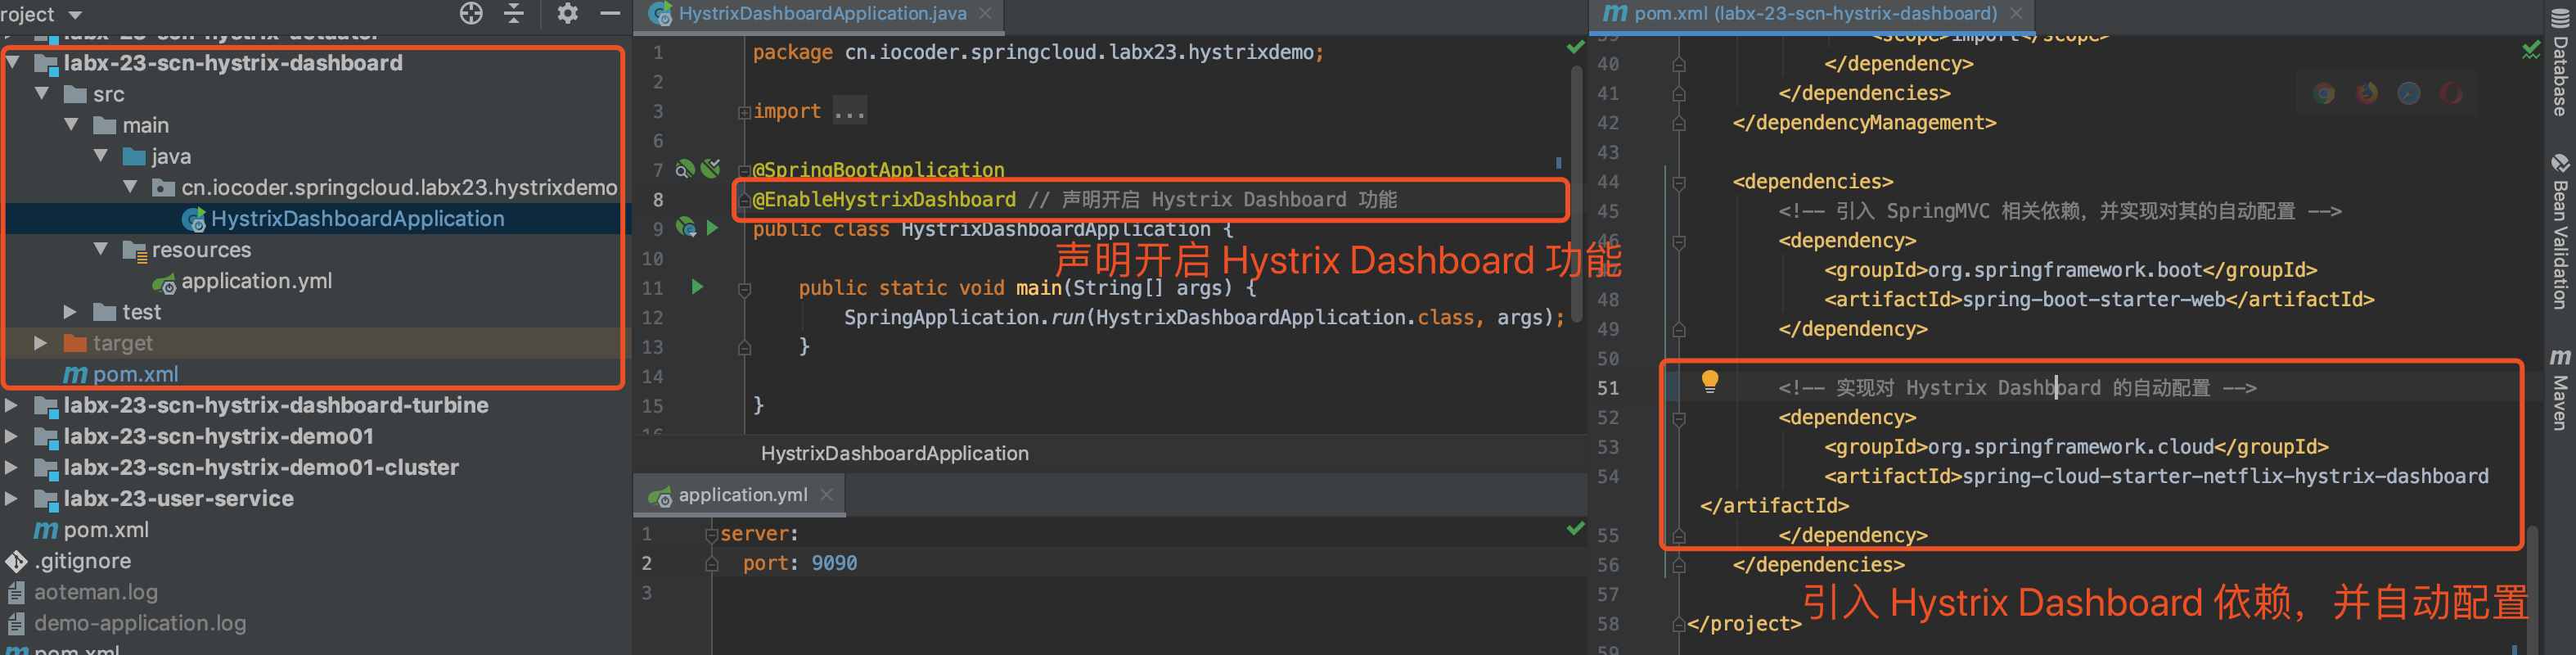 roject
labx-23-scn-hystrix-dashboard
src
main
java
cn.iocoder.springcloud.labx23.hystrixdemo
HystrixDashboardApplication
resources
application.yml
test
target
pom.xml
labx-23-scn-hystrix-dashboard-turbine
labx-23-scn-hystrix-demo01
labx-23-scn-hystrix-demo01-cluster
labx-23-user-service
pom.xml
.gitignore
aoteman.log
demo-application.log
pom.xml
HystrixDashboardApplication.java
1 package cn.iocoder.springcloud.labx23.hystrixdemo;
2
3 import ...
6
7 @SpringBootApplication
8 @EnableHystrixDashboard // 声明开启 Hystrix Dashboard 功能
9 public class HystrixDashboardApplication {
声明开启 Hystrix Dashboard 功能
10
11 public static void main(String[] args) {
12 SpringApplication.run(HystrixDashboardApplication.class, args);
13 }
14
15 }
HystrixDashboardApplication
application.yml
1 server:
2 port: 9090
3
pom.xml (labx-23-scn-hystrix-dashboard)
39 <scope>import</scope>
40 </dependency>
41 </dependencies>
42 </dependencyManagement>
43
44 <dependencies>
45 <!-- 引入 SpringMVC 相关依赖，并实现对其的自动配置 -->
46 <dependency>
<groupId>org.springframework.boot</groupId>
48 <artifactId>spring-boot-starter-web</artifactId>
49 </dependency>
50
51 <!-- 实现对 Hystrix Dashboard 的自动配置 -->
52 <dependency>
53 <groupId>org.springframework.cloud</groupId>
54 <artifactId>spring-cloud-starter-netflix-hystrix-dashboard
</artifactId>
55 </dependency>
56 </dependencies>
57
引入 Hystrix Dashboard 依赖，并自动配置
58 </project>
59
Database
Bean Validation
Maven